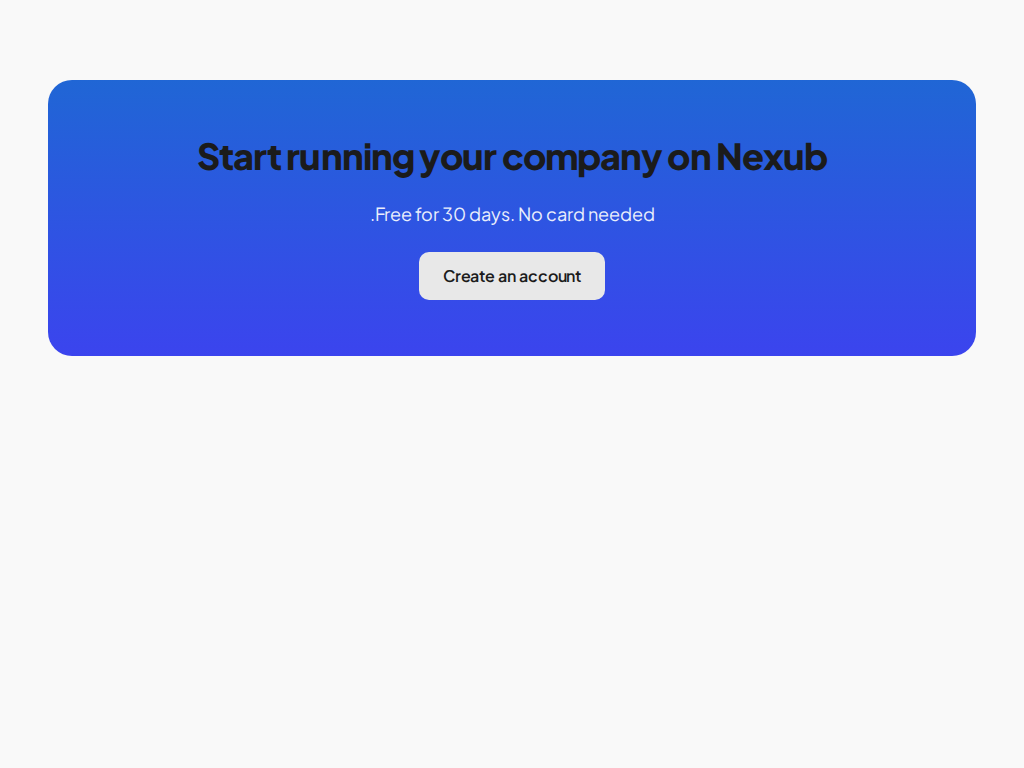 Start running your company on Nexub
.Free for 30 days. No card needed
Create an account